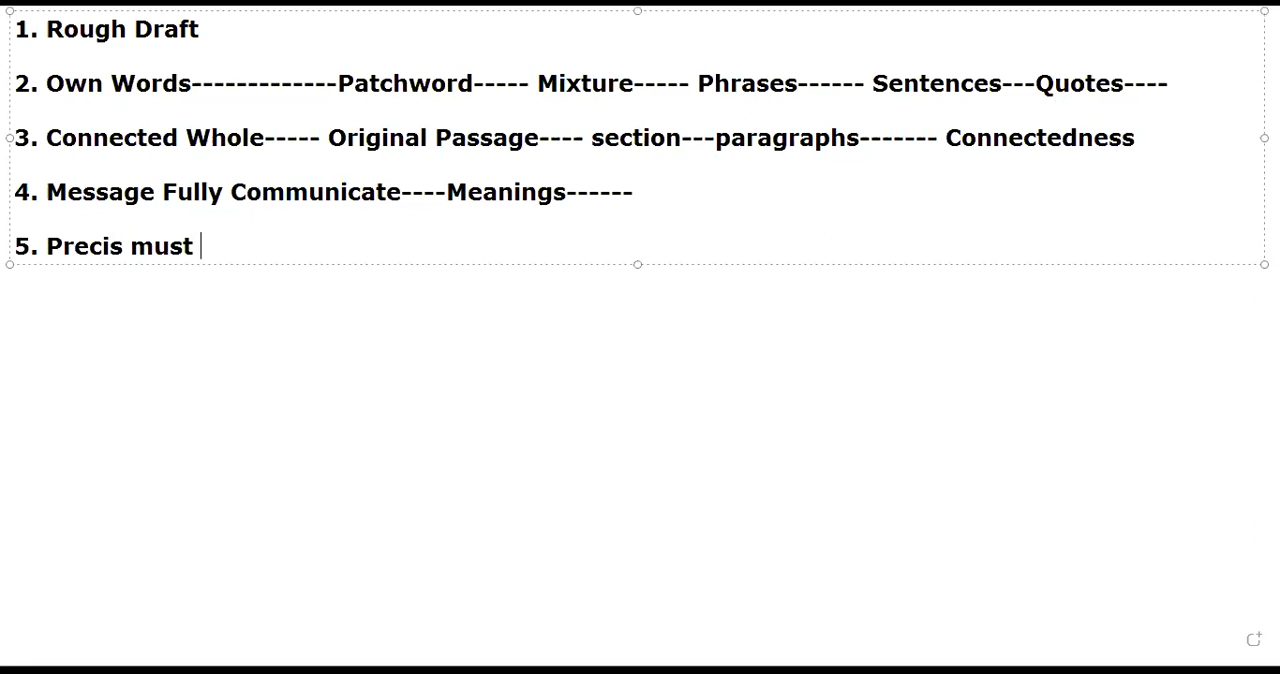 1. Rough Draft
2. Own Words-------------Patchword----- Mixture----- Phrases------ Sentences---Quotes----
3. Connected Whole----- Original Passage---- section---paragraphs------- Connectedness
4. Message Fully Communicate----Meanings------
5. Precis must